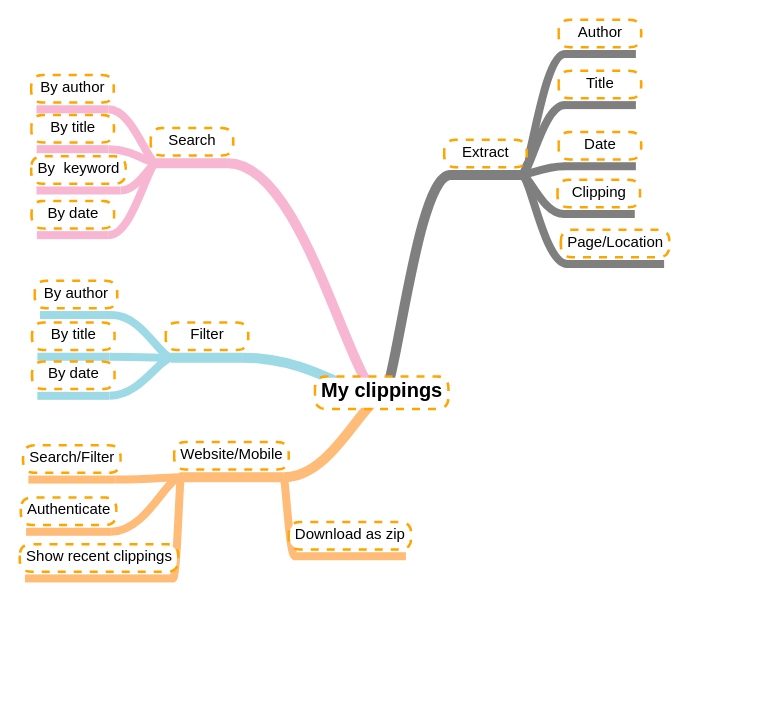 Author
Title
Date
Clipping
Page/Location
Extract
By author
By title
By  keyword
By date
Search
By author
By title
By date
Filter
My clippings
Search/Filter
Authenticate
Show recent clippings
Website/Mobile
Download as zip